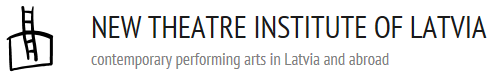 NEW THEATRE INSTITUTE OF LATVIA
contemporary performing arts in Latvia and abroad